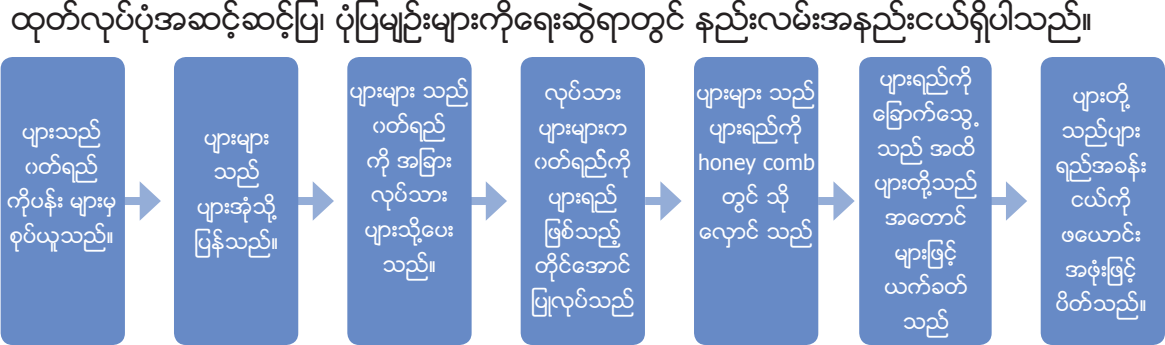 ထုတ်လုပ်ပုံအဆင့်ဆင့်ပြ၊ ပုံပြမျဉ်းများကိုရေးဆွဲရာတွင် နည်းလမ်းအနည်းငယ်ရှိပါသည်။
ပျားသည်
ဝတ်ရည်
ကိုပန်း များမှ
စုပ်ယူသည်။
ပျားများ
သည်
ပျားအုံသို့
ပြန်သည်။
ပျားများ သည်
ဝတ်ရည်
ကို အခြား
လုပ်သား
ပျားသို့ပေး
သည်။
လုပ်သား
ပျားများက
ဝတ်ရည်ကို
ပျားရည်
ဖြစ်သည့်
တိုင်အောင်
ပြုလုပ်သည်
ပျားများ သည်
ပျားရည်ကို
honey comb
တွင် သို
လှောင် သည်
ပျားရည်ကို
ခြောက်သွေ့
သည် အထိ
ပျားတို့သည်
အတောင်
များဖြင့်
ယက်ခတ်
သည်
ပျားတို့
သည်ပျား
ရည်အခန်း
ငယ်ကို
ဖယောင်း
အဖုံးဖြင့်
ပိတ်သည်။